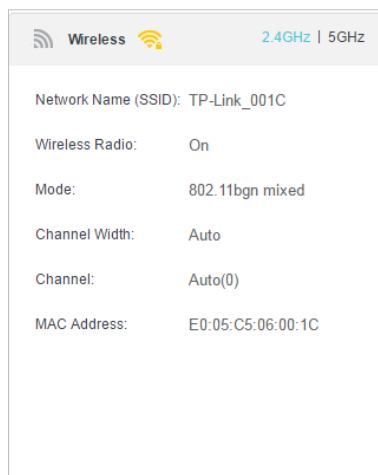 Wireless 2.4GHz | 5GHz
Network Name (SSID): TP-Link_001C
Wireless Radio: On
Mode: 802.11bgn mixed
Channel Width: Auto
Channel: Auto(0)
MAC Address: E0:05:C5:06:00:1C